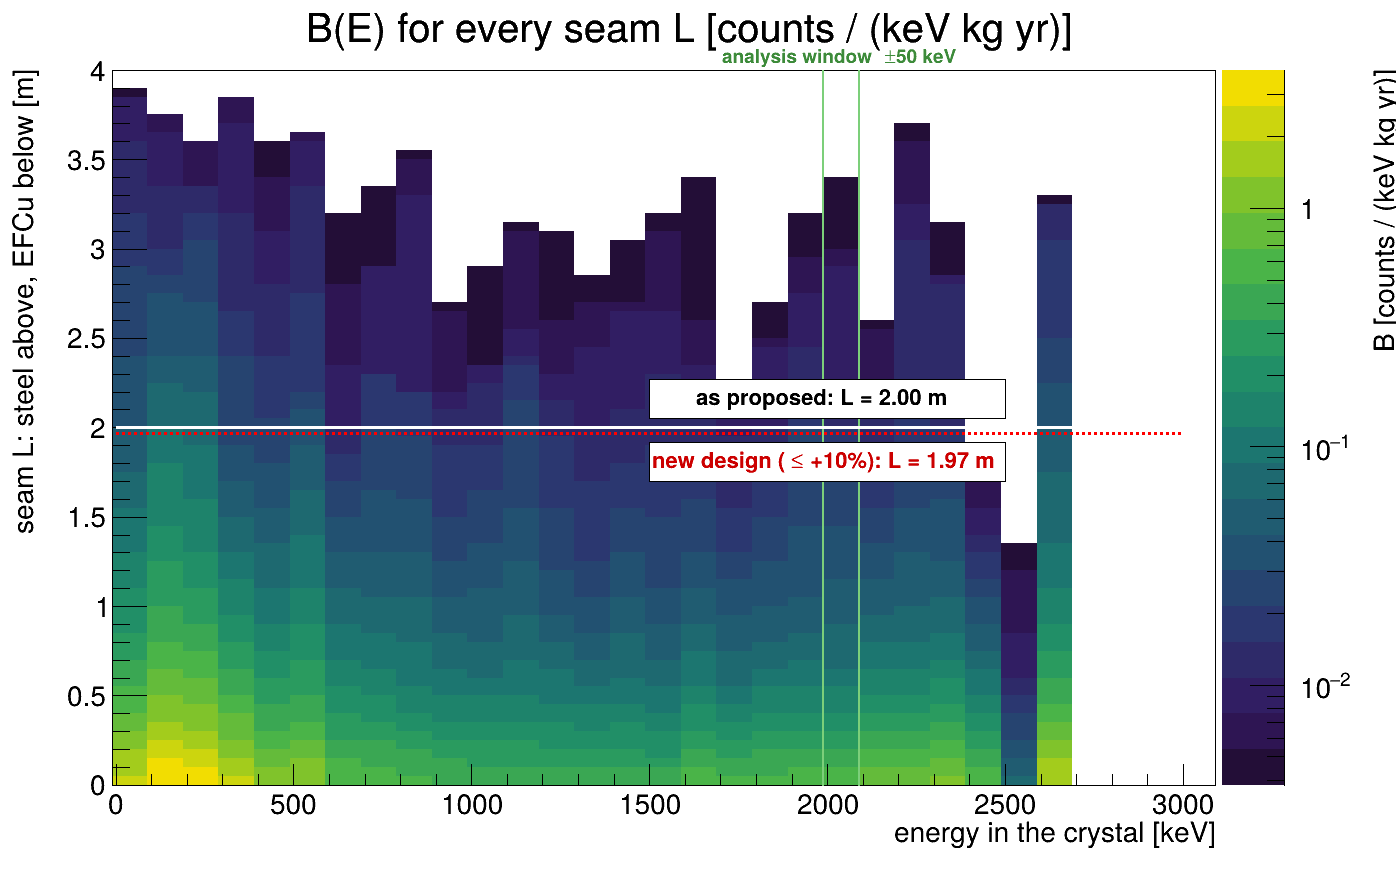 B(E) for every seam L [counts / (keV kg yr)]
analysis window ±50 keV
seam L: steel above, EFCu below [m]
4
3.5
3
2.5
2
1.5
1
0.5
0
as proposed: L = 2.00 m
new design ( ≤ +10%): L = 1.97 m
0 500 1000 1500 2000 2500 3000
energy in the crystal [keV]
1
10⁻¹
10⁻²
B [counts / (keV kg yr)]